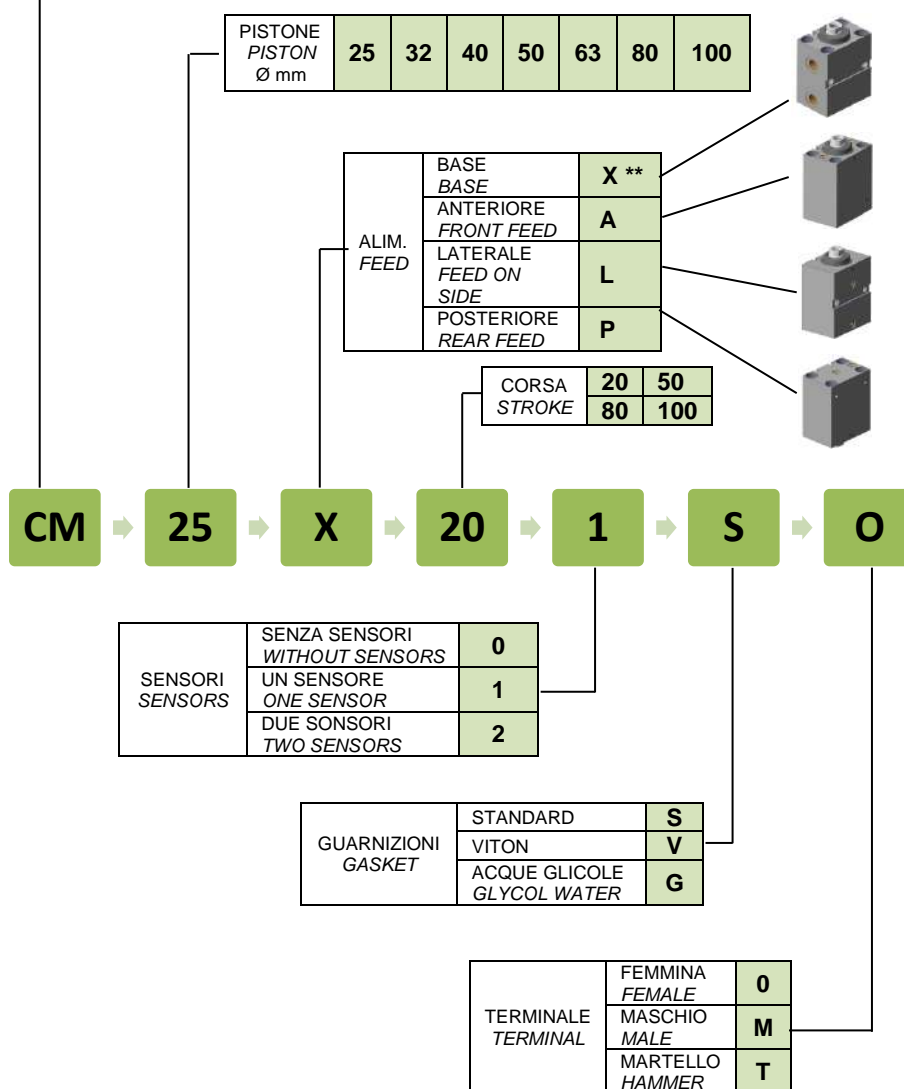 PISTONE
PISTON
Ø mm
25 32 40 50 63 80 100
ALIM.
FEED
BASE
BASE
X **
ANTERIORE
FRONT FEED
A
LATERALE
FEED ON
SIDE
L
POSTERIORE
REAR FEED
P
CORSA
STROKE
20 50
80 100
CM 25 X 20 1 S O
SENSORI
SENSORS
SENZA SENSORI
WITHOUT SENSORS
0
UN SENSORE
ONE SENSOR
1
DUE SONSORI
TWO SENSORS
2
GUARNIZIONI
GASKET
STANDARD
S
VITON
V
ACQUE GLICOLE
GLYCOL WATER
G
TERMINALE
TERMINAL
FEMMINA
FEMALE
0
MASCHIO
MALE
M
MARTELLO
HAMMER
T